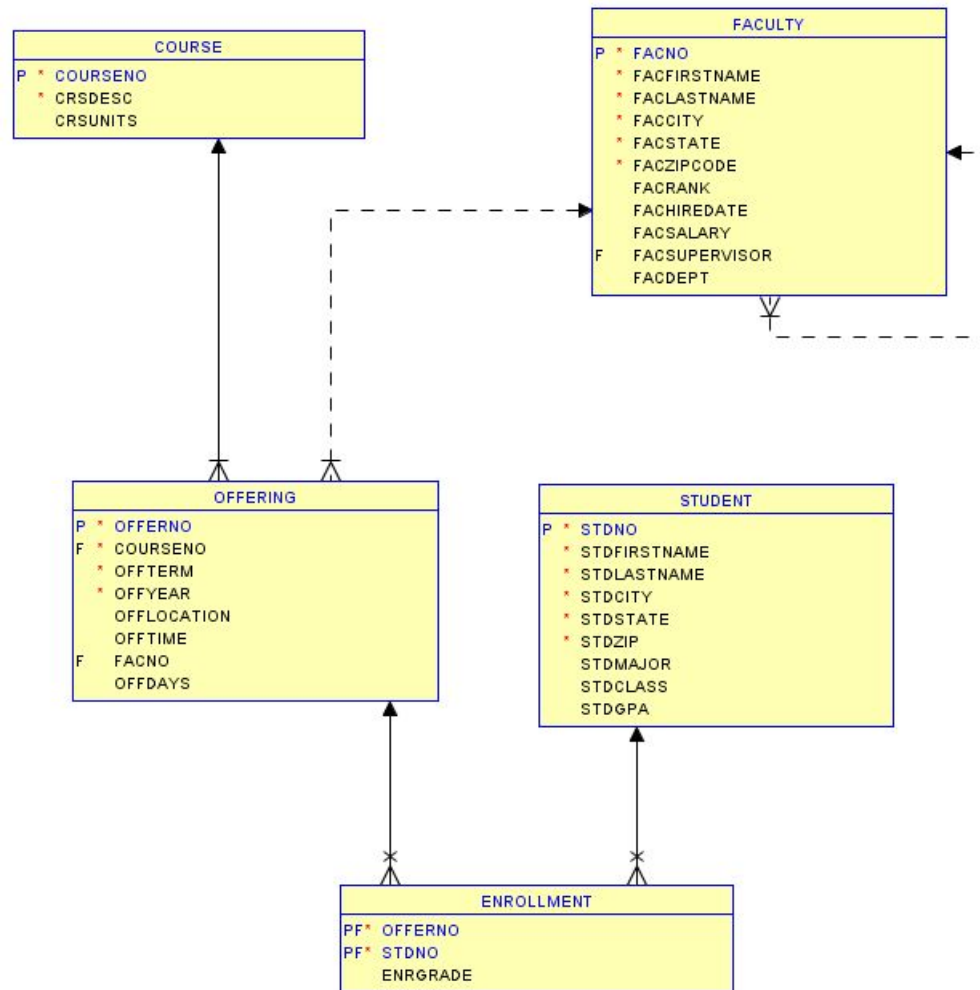 COURSE
P * COURSENO
* CRSDESC
CRSUNITS
FACULTY
P * FACNO
* FACFIRSTNAME
* FACLASTNAME
* FACCITY
* FACSTATE
* FACZIPCODE
FACRANK
FACHIREDATE
FACSALARY
F FACSUPERVISOR
FACDEPT
OFFERING
P * OFFERNO
F * COURSENO
* OFFTERM
* OFFYEAR
OFFLOCATION
OFFTIME
F FACNO
OFFDAYS
STUDENT
P * STDNO
* STDFIRSTNAME
* STDLASTNAME
* STDCITY
* STDSTATE
* STDZIP
STDMAJOR
STDCLASS
STDGPA
ENROLLMENT
PF* OFFERNO
PF* STDNO
ENRGRADE